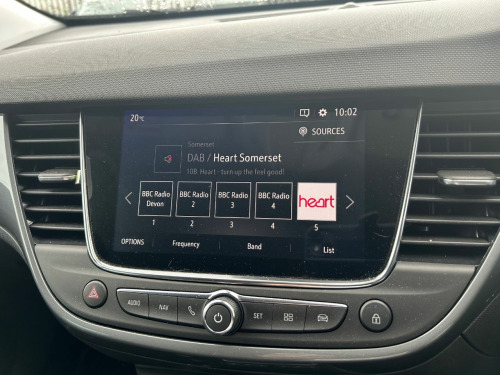 20°C
10:02
SOURCES
Somerset
DAB / Heart Somerset
10B Heart - turn up the feel good!
BBC Radio Devon
BBC Radio 2
BBC Radio 3
BBC Radio 4
heart
1 2 3 4 5
OPTIONS Frequency Band List
AUDIO NAV SET